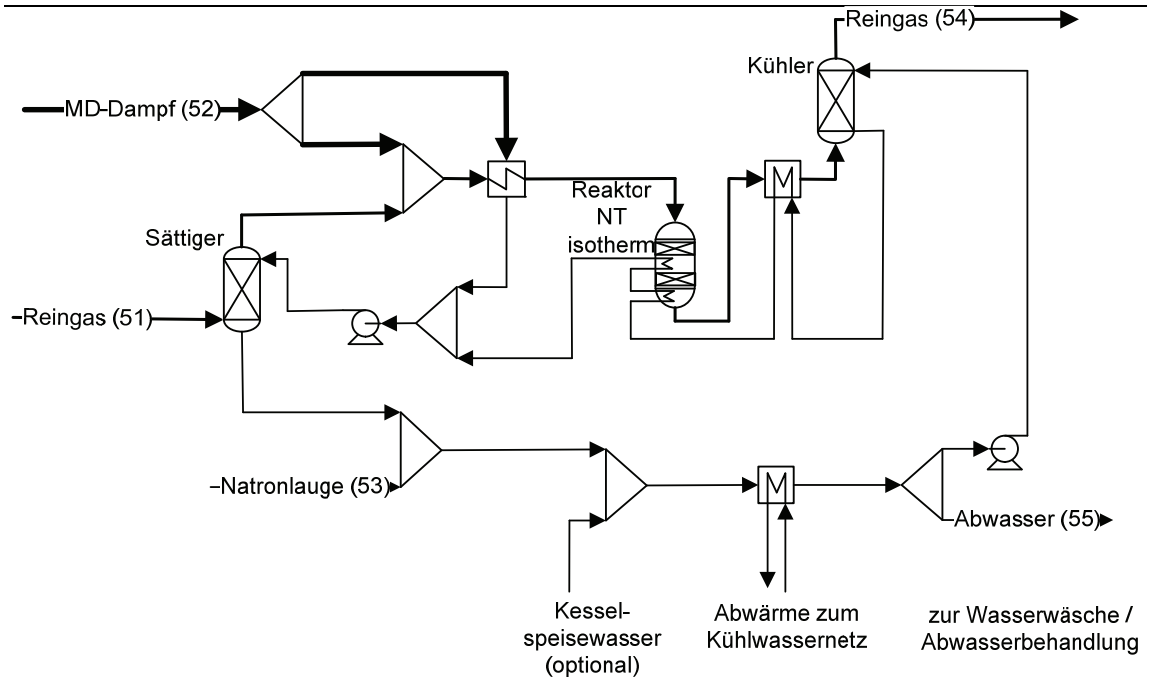 Reingas (54)
Kühler
MD-Dampf (52)
Reaktor
NT
isotherm
Sättiger
Reingas (51)
Natronlauge (53)
Abwasser (55)
Kessel-
speisewasser
(optional)
Abwärme zum
Kühlwassernetz
zur Wasserwäsche /
Abwasserbehandlung